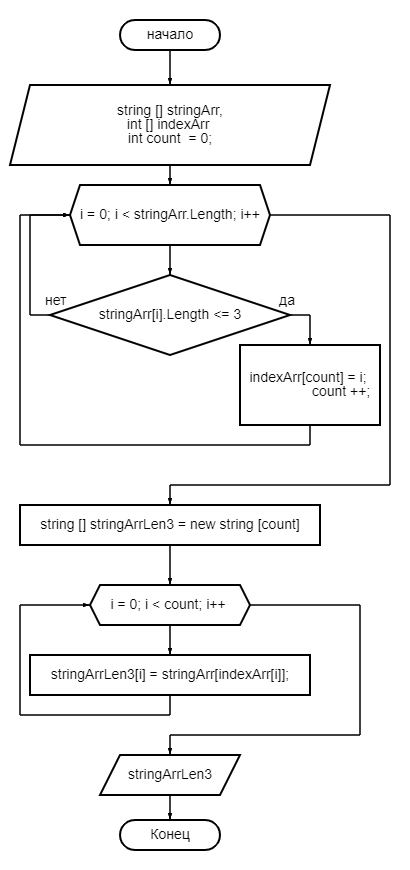 начало
string [] stringArr,
int [] indexArr
int count = 0;
i = 0; i < stringArr.Length; i++
нет
да
stringArr[i].Length <= 3
indexArr[count] = i;
count ++;
string [] stringArrLen3 = new string [count]
i = 0; i < count; i++
stringArrLen3[i] = stringArr[indexArr[i]];
stringArrLen3
Конец